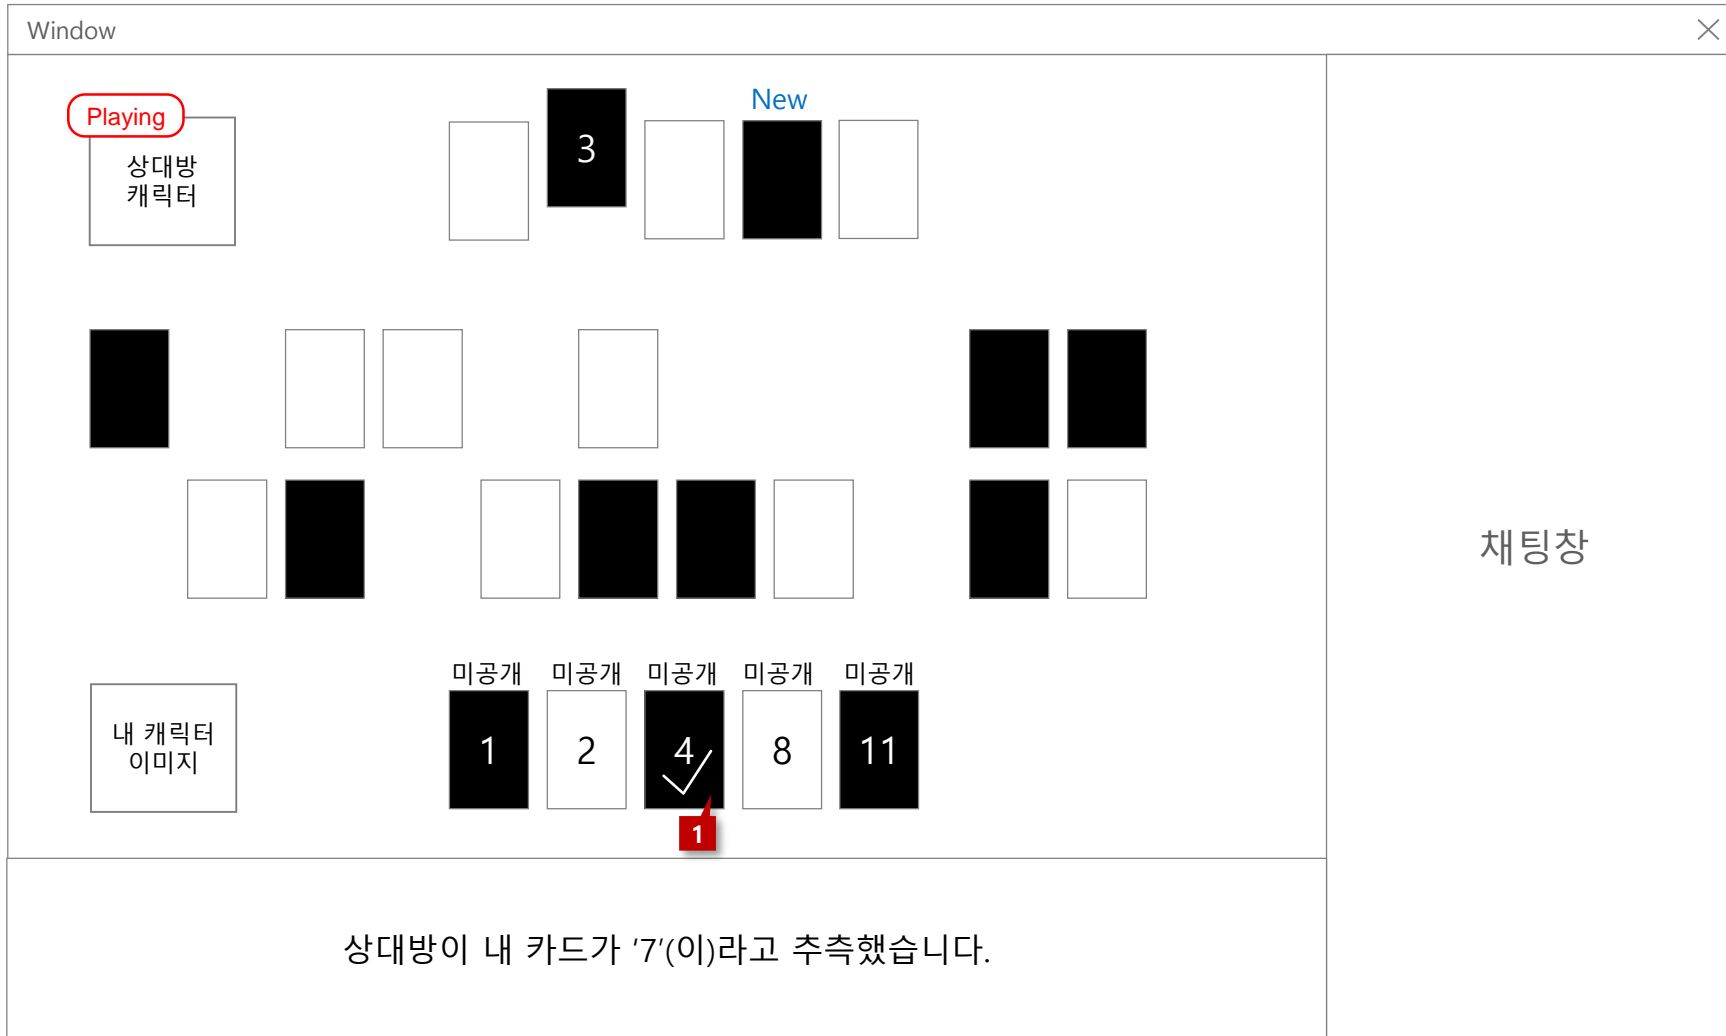 Window
Playing
상대방
캐릭터
3
New
채팅창
내 캐릭터
이미지
미공개 미공개 미공개 미공개 미공개
1 2 4 8 11
1
상대방이 내 카드가 '7'(이)라고 추측했습니다.